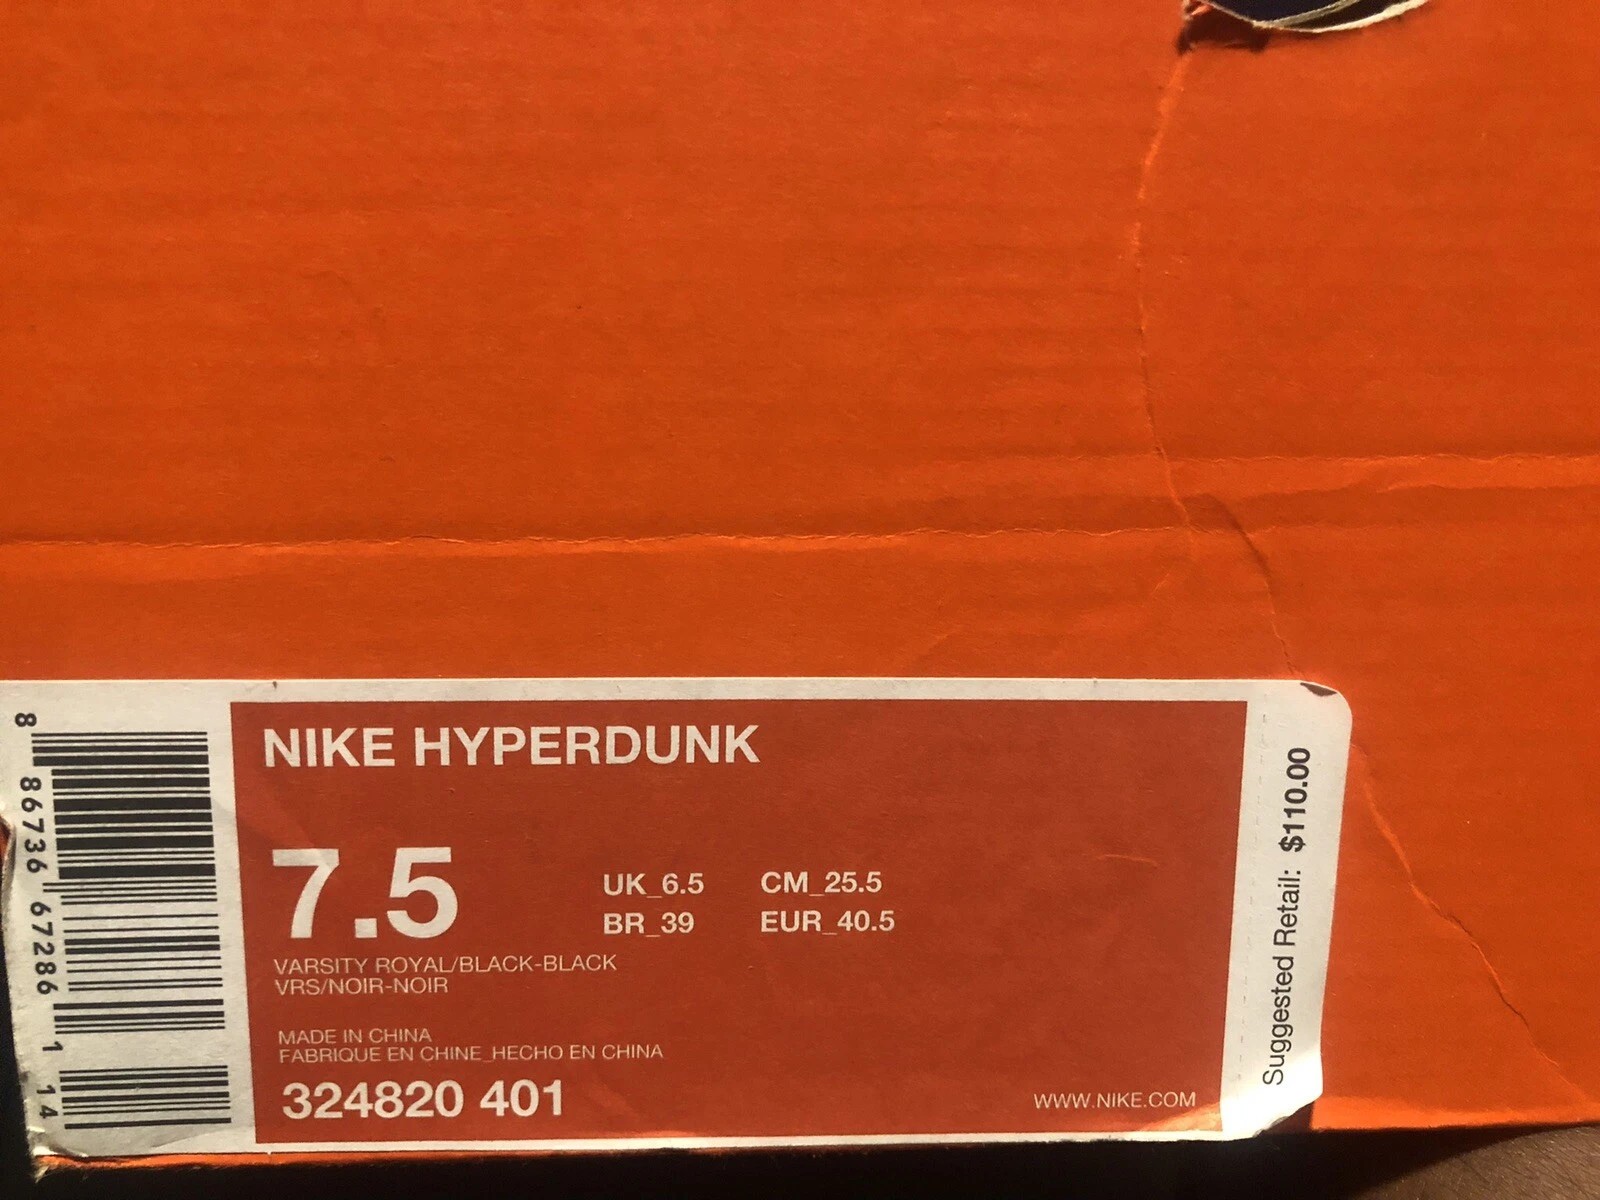 NIKE HYPERDUNK
7.5
UK_6.5 CM_25.5
BR_39 EUR_40.5
VARSITY ROYAL/BLACK-BLACK
VRS/NOIR-NOIR
MADE IN CHINA
FABRIQUE EN CHINE_HECHO EN CHINA
324820 401
WWW.NIKE.COM
Suggested Retail: $110.00
8 86736 67286 1 14